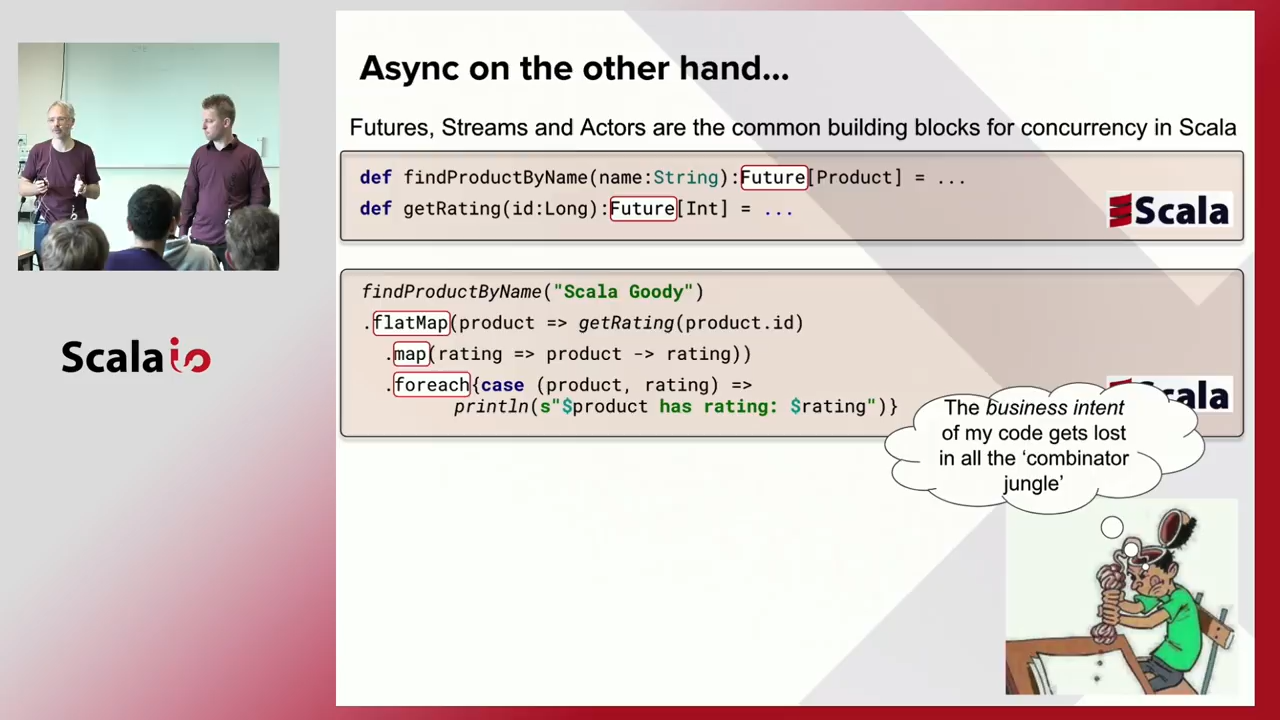 Async on the other hand...
Futures, Streams and Actors are the common building blocks for concurrency in Scala
def findProductByName(name:String):Future[Product] = ...
def getRating(id:Long):Future[Int] = ...
Scala
findProductByName("Scala Goody")
.flatMap(product => getRating(product.id)
.map(rating => product -> rating))
.foreach{case (product, rating) =>
println(s"$product has rating: $rating")}
ala
The business intent
of my code gets lost
in all the ‘combinator
jungle’
Scala io